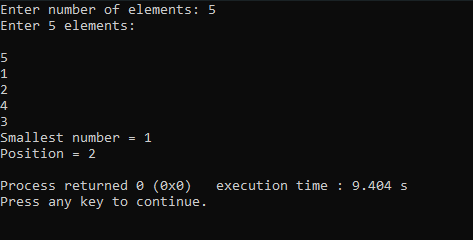 Enter number of elements: 5
Enter 5 elements:
5
1
2
4
3
Smallest number = 1
Position = 2
Process returned 0 (0x0)   execution time : 9.404 s
Press any key to continue.